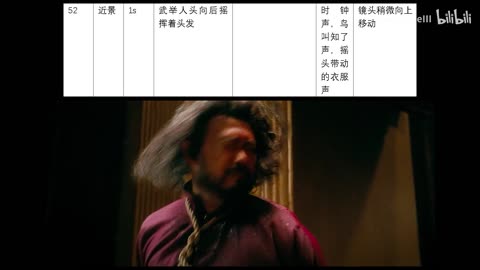 52
近景
1s
武举人头向后摇
挥着头发
时 钟
声，鸟
叫知了
声，摇
头带动
的衣服
声
镜头稍微向上
移动
elll bilibili